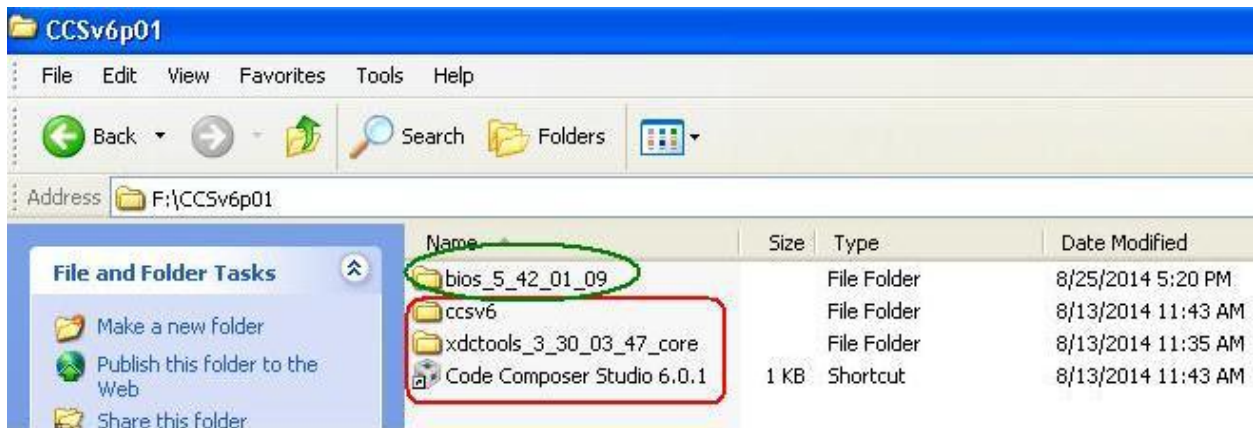 CCSv6p01
File Edit View Favorites Tools Help
Back Search Folders
Address F:\CCSv6p01
Name Size Type Date Modified
File and Folder Tasks
Make a new folder
Publish this folder to the
Web
Share this folder
bios_5_42_01_09 File Folder 8/25/2014 5:20 PM
ccsv6 File Folder 8/13/2014 11:43 AM
xdctools_3_30_03_47_core File Folder 8/13/2014 11:35 AM
Code Composer Studio 6.0.1 1 KB Shortcut 8/13/2014 11:43 AM